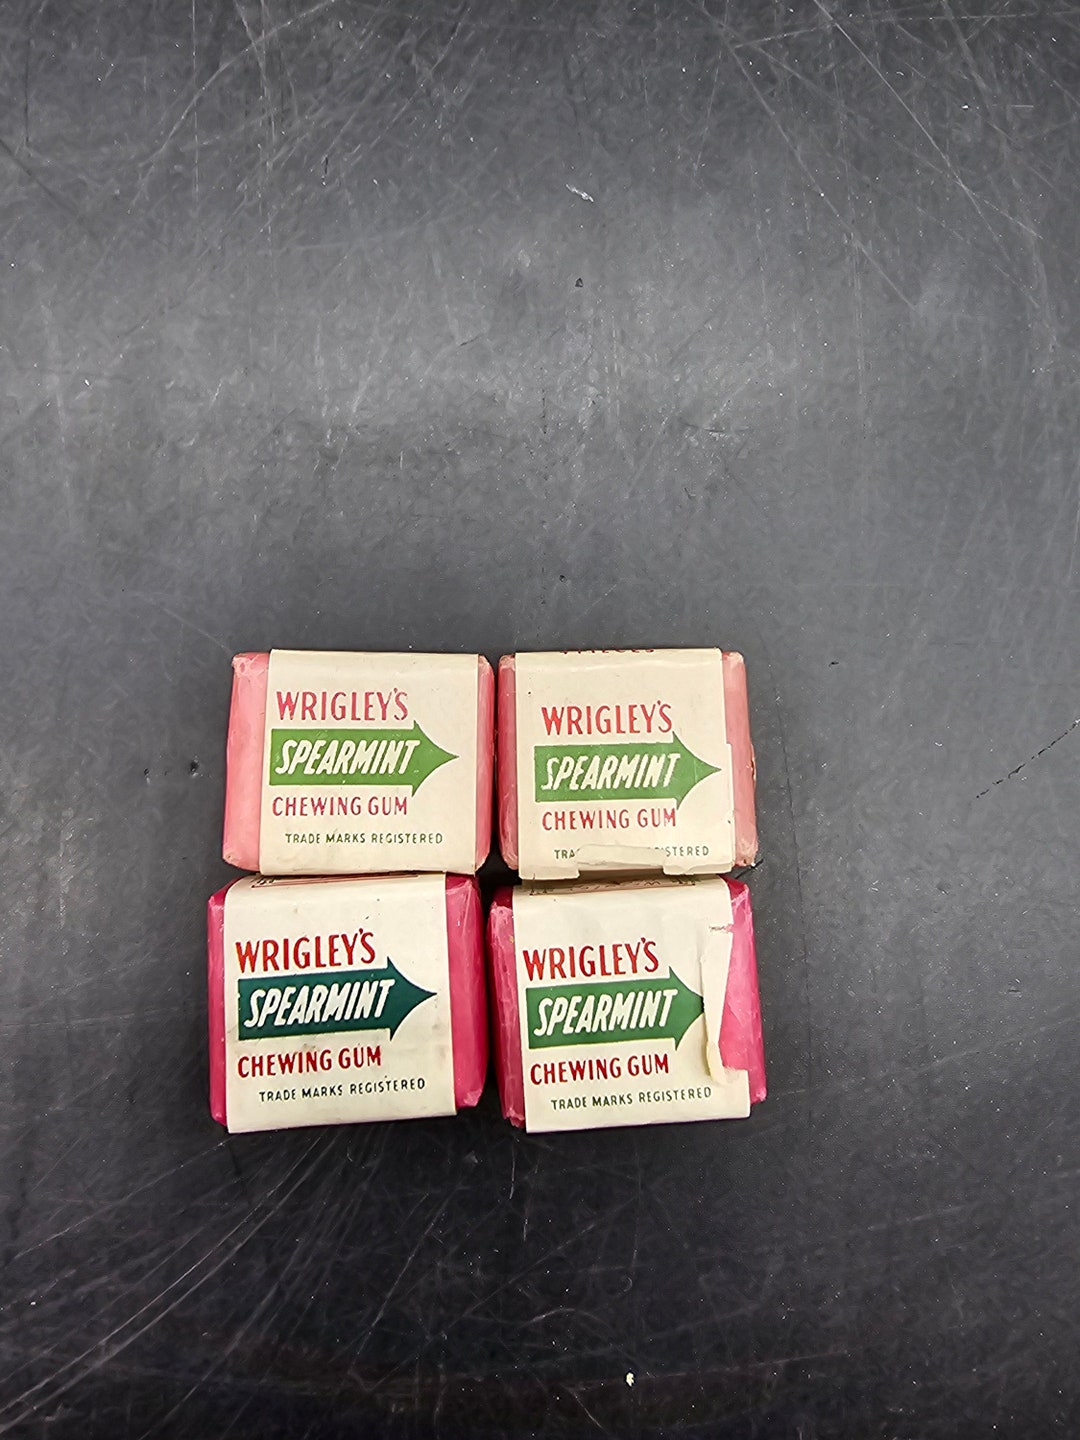 WRIGLEY'S
SPEARMINT
CHEWING GUM
TRADE MARKS REGISTERED
PIECES
WRIGLEY'S
SPEARMINT
CHEWING GUM
WRIGLEY'S
SPEARMINT
CHEWING GUM
TRADE MARKS REGISTERED
WRIGLEY'S
SPEARMINT
CHEWING GUM
TRADE MARKS REGISTERED